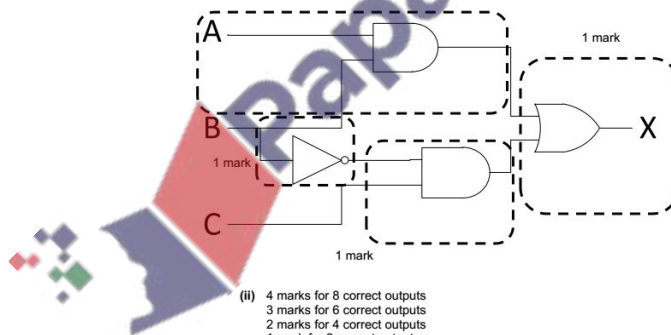 A
1 mark
B
X
1 mark
C
1 mark
(ii) 4 marks for 8 correct outputs
3 marks for 6 correct outputs
2 marks for 4 correct outputs